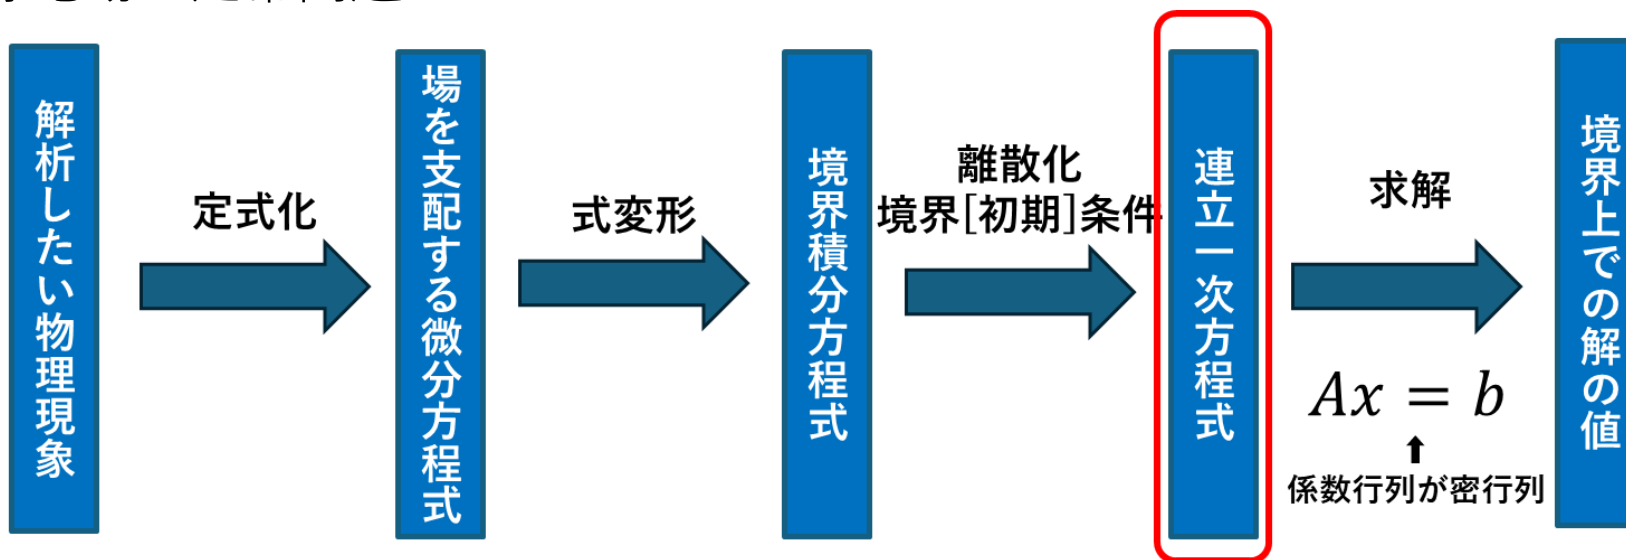 解析したい物理現象
定式化
場を支配する微分方程式
式変形
境界積分方程式
離散化
境界[初期]条件
連立一次方程式
求解
Ax = b
係数行列が密行列
境界上での解の値